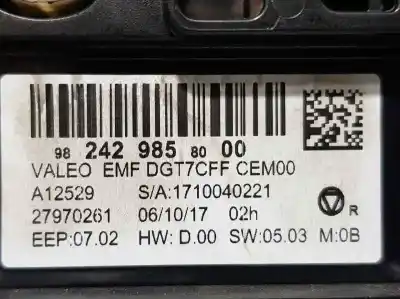 98 242 985 80 00
VALEO EMF DGT7CFF CEM00
A12529 S/A:1710040221
27970261 06/10/17 02h R
EEP:07.02 HW:D.00 SW:05.03 M:0B